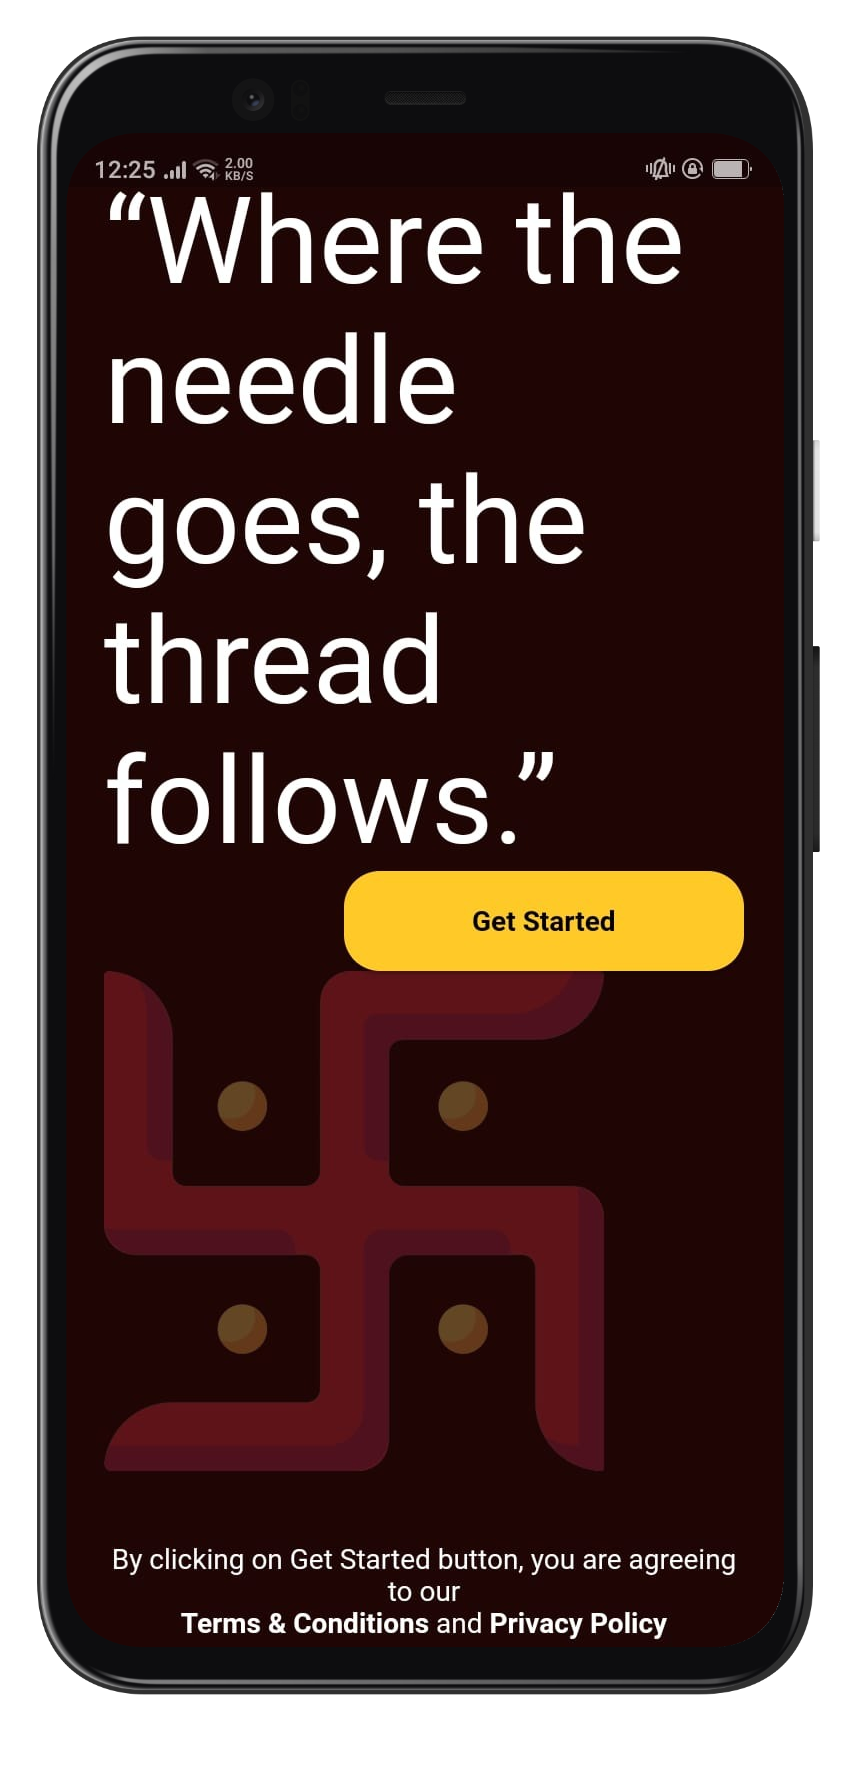 12:25 2.00
KB/S
“Where the
needle
goes, the
thread
follows.”
Get Started
By clicking on Get Started button, you are agreeing
to our
Terms & Conditions and Privacy Policy